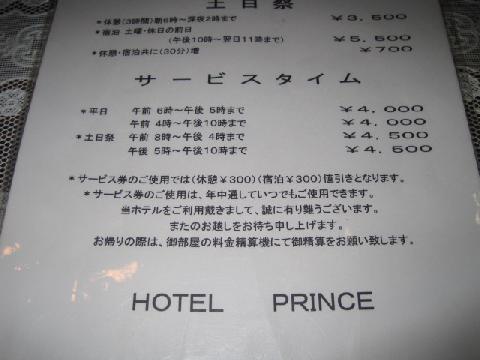 土日祭
*休憩(3時間)朝6時～深夜2時まで ￥3,500
*宿泊 土曜・休日の前日
(午後10時～翌日11時まで) ￥5,500
*休憩・宿泊共に(30分)増 ￥700
サービスタイム
*平日 午前 6時～午後 5時まで ￥4,000
午前 4時～午後10時まで ￥4,000
*土日祭 午前 8時～午後 4時まで ￥4,500
午後 5時～午後10時まで ￥4,500
*サービス券のご使用では(休憩￥300)(宿泊￥300)値引きとなります。
*サービス券のご使用は、年中通していつでもご使用できます。
当ホテルをご利用戴きまして、誠に有り難うございます。
またのお越しをお待ち申し上げます。
お帰りの際は、御部屋の料金精算機にて御精算をお願い致します。
HOTEL PRINCE